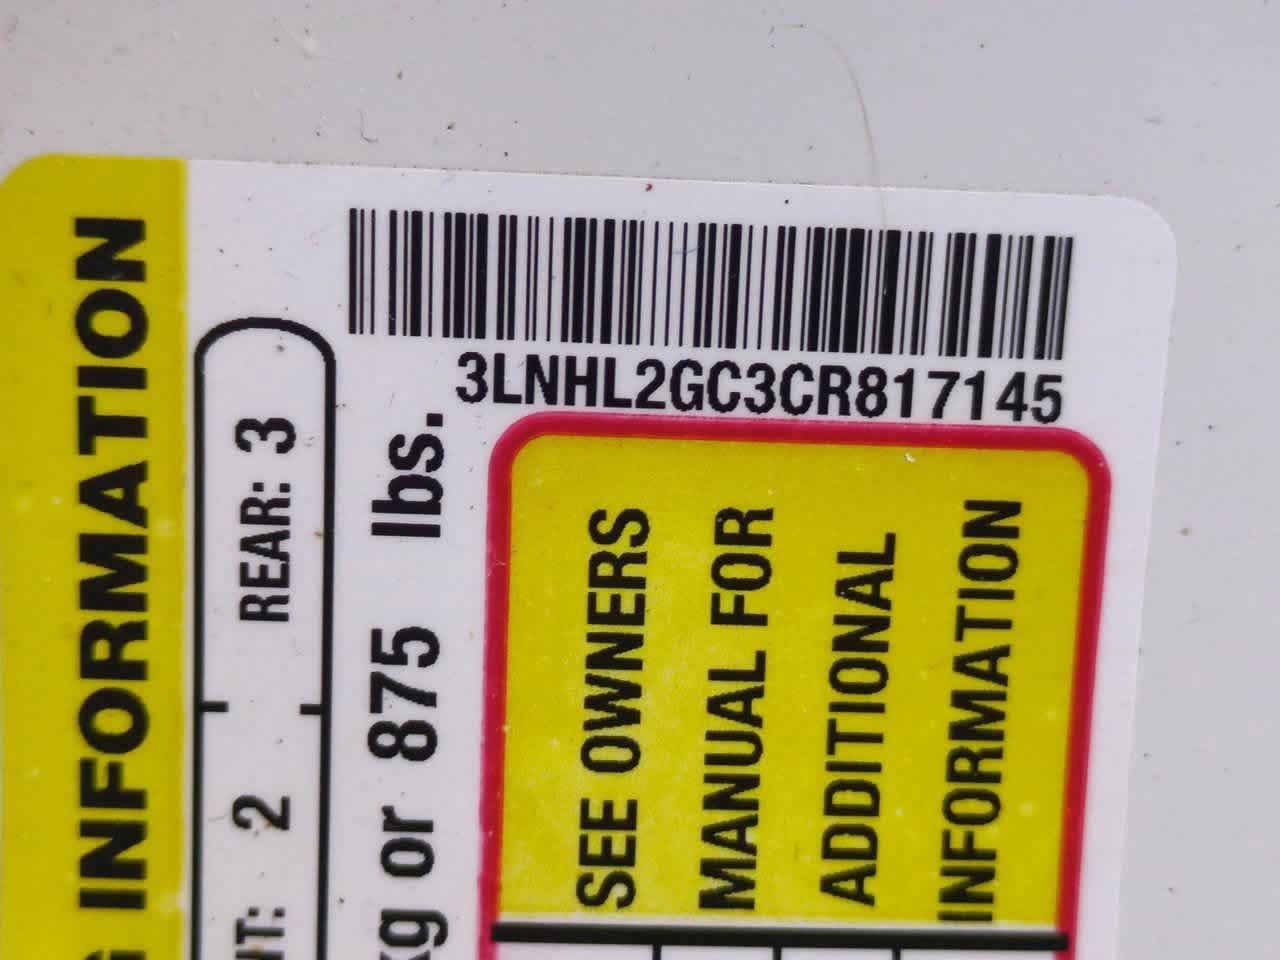 3LNHL2GC3CR817145
INFORMATION
2 REAR: 3
kg or 875 lbs.
SEE OWNERS
MANUAL FOR
ADDITIONAL
INFORMATION